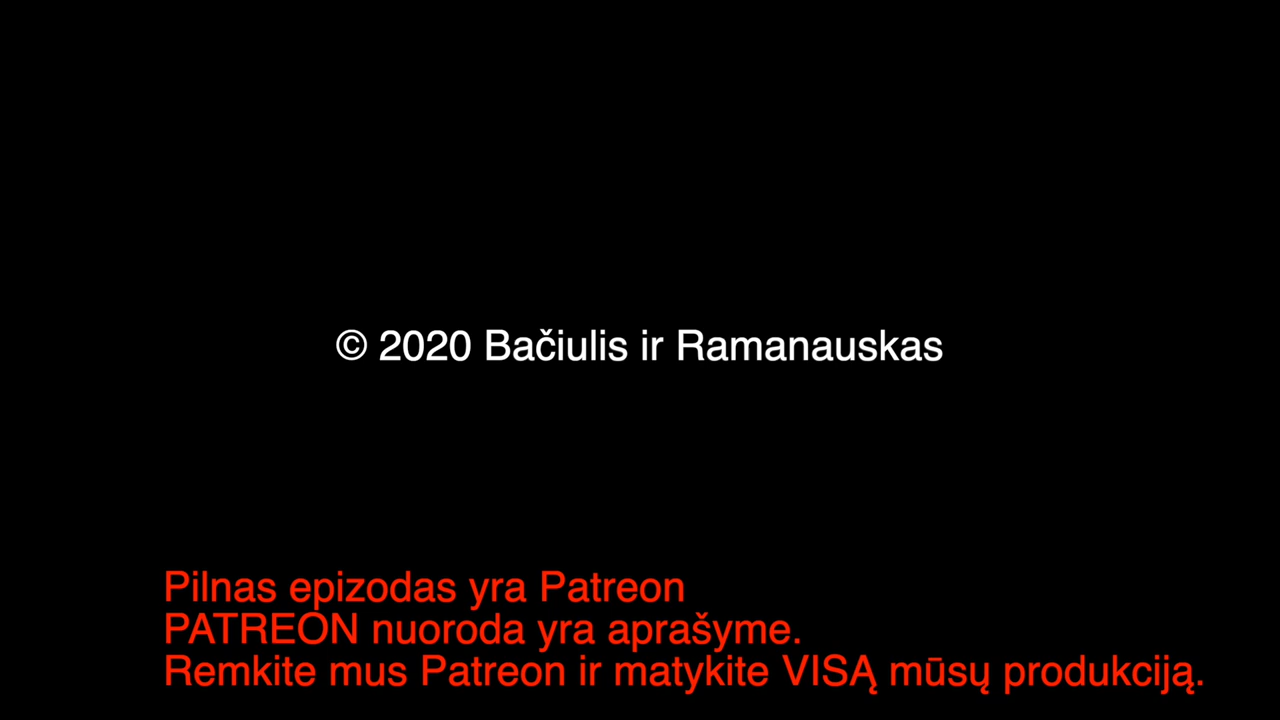 © 2020 Bačiulis ir Ramanauskas
Pilnas epizodas yra Patreon
PATREON nuoroda yra aprašyme.
Remkite mus Patreon ir matykite VISĄ mūsų produkciją.